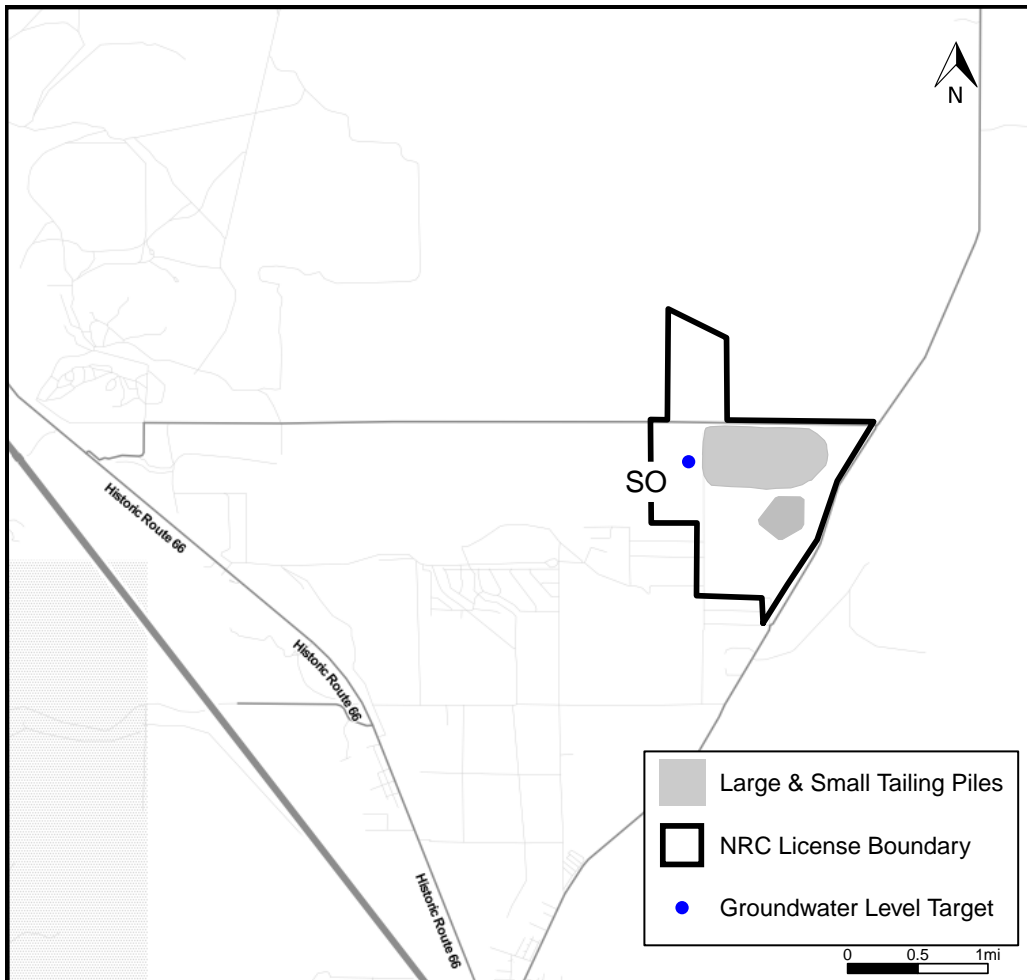 N
SO
Historic Route 66
Historic Route 66
Historic Route 66
Large & Small Tailing Piles
NRC License Boundary
Groundwater Level Target
0 0.5 1mi